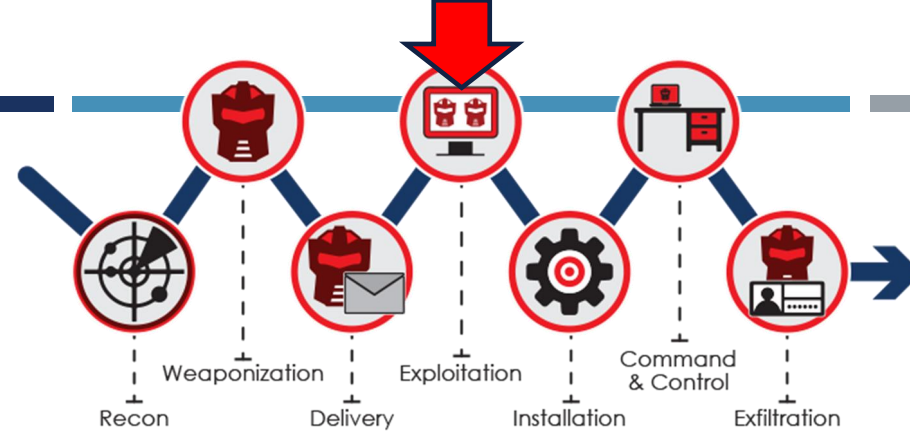 Recon
Weaponization
Delivery
Exploitation
Installation
Command
& Control
Exfiltration